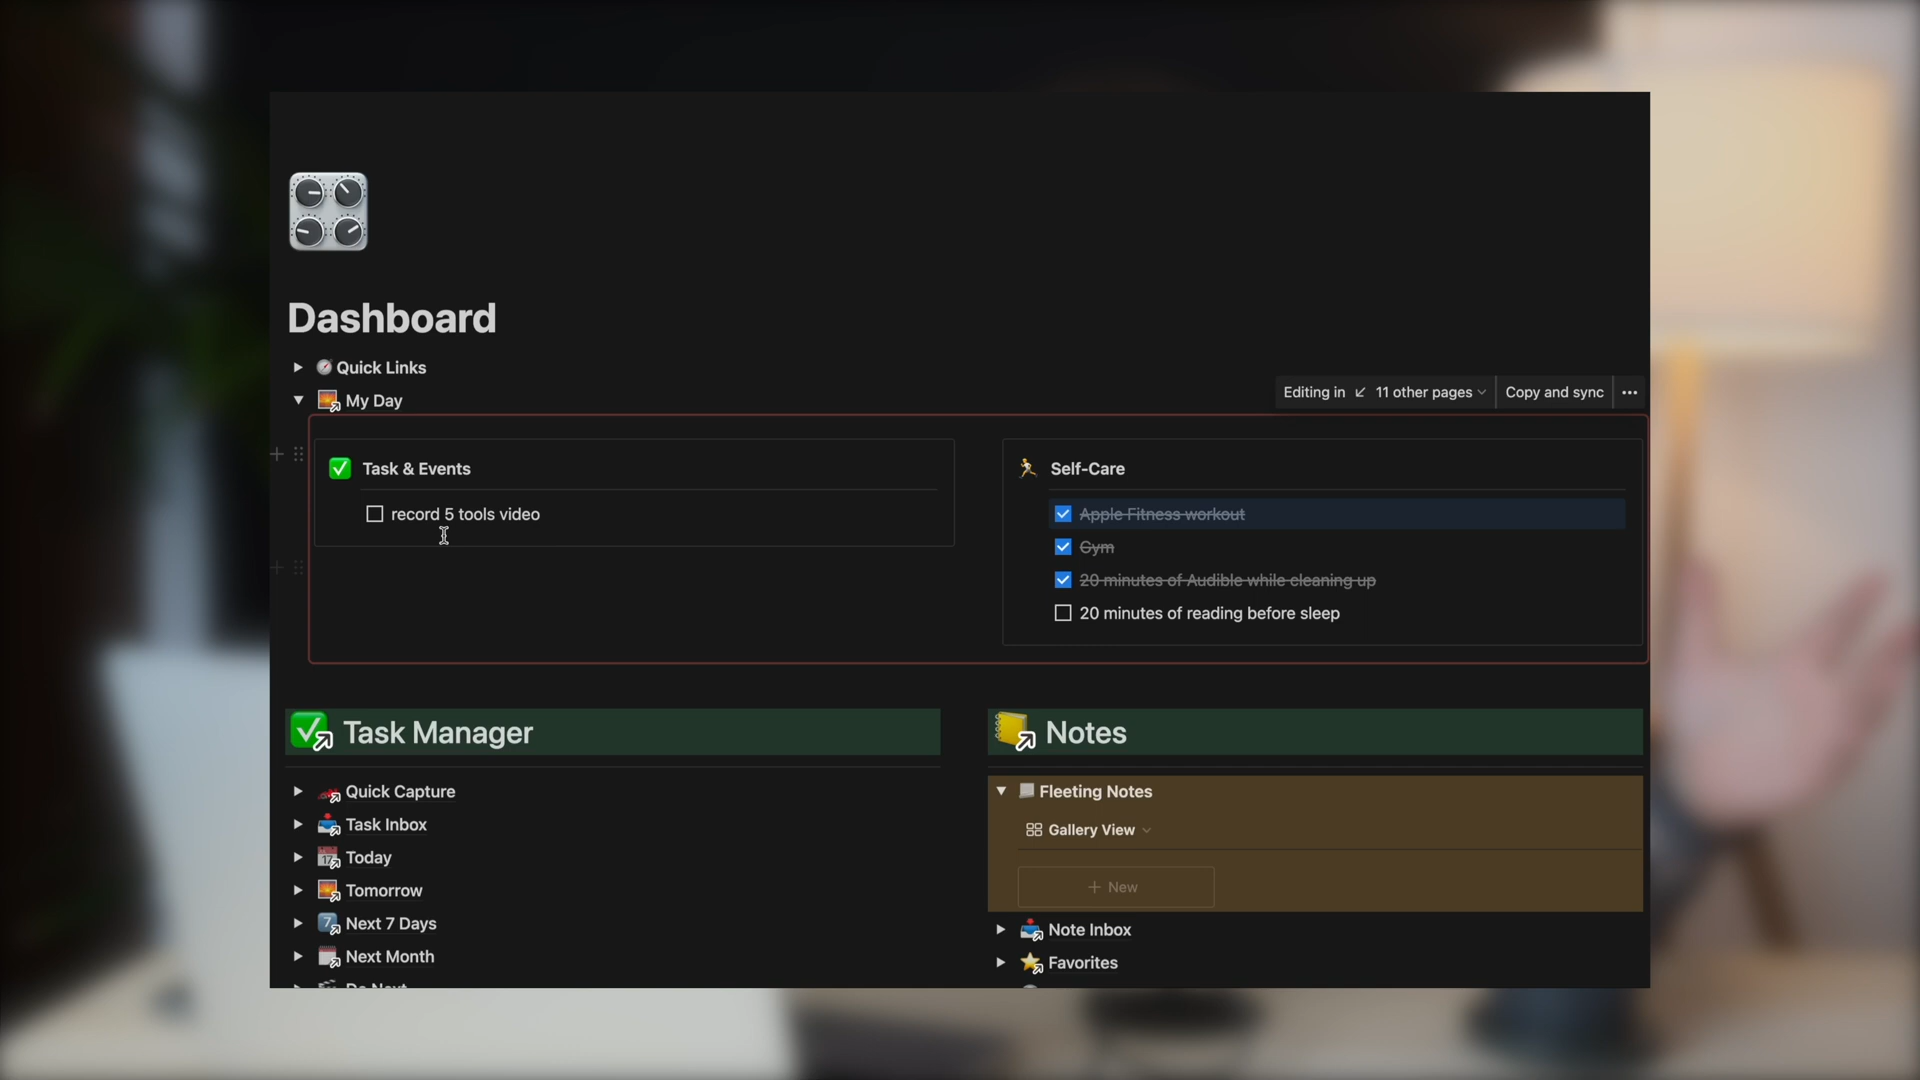 Dashboard
Quick Links
My Day
Editing in 11 other pages Copy and sync
Task & Events
record 5 tools video
Self-Care
Apple Fitness workout
Gym
20 minutes of Audible while cleaning up
20 minutes of reading before sleep
Task Manager
Quick Capture
Task Inbox
17 Today
Tomorrow
7 Next 7 Days
Next Month
Notes
Fleeting Notes
Gallery View
+ New
Note Inbox
Favorites